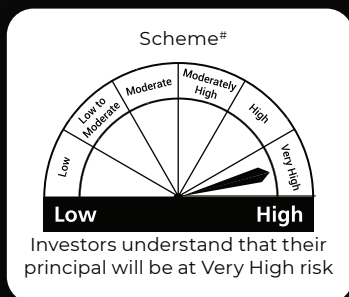 Scheme#
Low
Low to
Moderate
Moderate
Moderately
High
High
Very High
Low High
Investors understand that their
principal will be at Very High risk